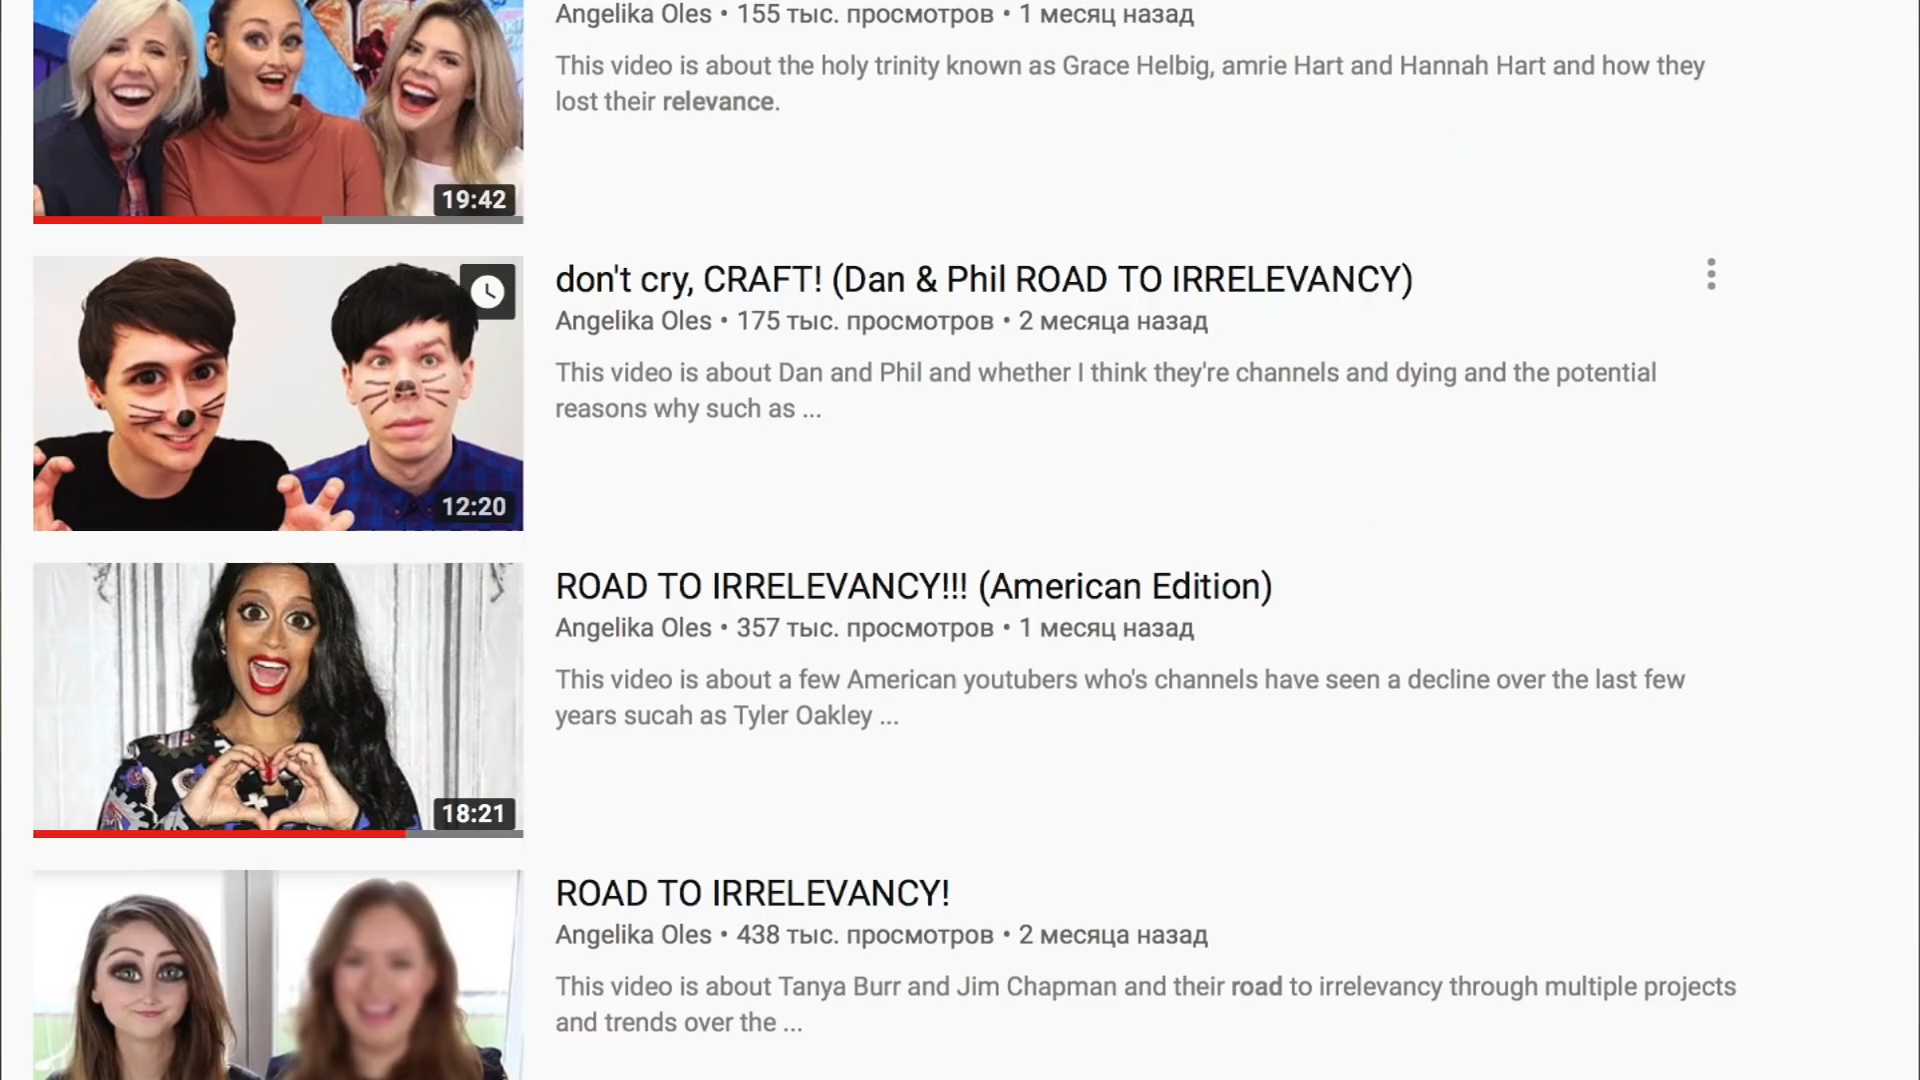 Angelika Oles • 155 тыс. просмотров • 1 месяц назад
This video is about the holy trinity known as Grace Helbig, amrie Hart and Hannah Hart and how they
lost their relevance.
19:42
don't cry, CRAFT! (Dan & Phil ROAD TO IRRELEVANCY)
Angelika Oles • 175 тыс. просмотров • 2 месяца назад
This video is about Dan and Phil and whether I think they're channels and dying and the potential
reasons why such as ...
12:20
ROAD TO IRRELEVANCY!!! (American Edition)
Angelika Oles • 357 тыс. просмотров • 1 месяц назад
This video is about a few American youtubers who's channels have seen a decline over the last few
years sucah as Tyler Oakley ...
18:21
ROAD TO IRRELEVANCY!
Angelika Oles • 438 тыс. просмотров • 2 месяца назад
This video is about Tanya Burr and Jim Chapman and their road to irrelevancy through multiple projects
and trends over the ...